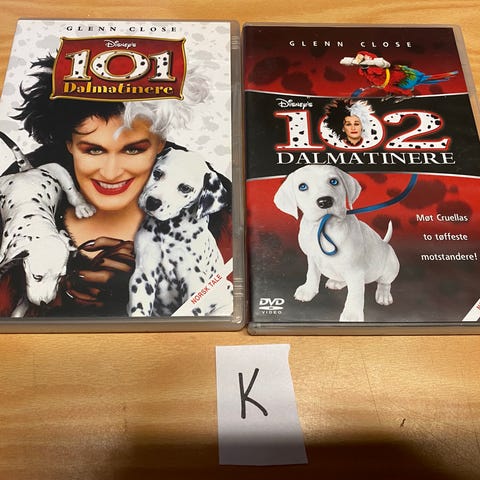 GLENN CLOSE
Disney's
101
Dalmatinere
NORSK TALE
GLENN CLOSE
Disney's
102
DALMATINERE
Møt Cruellas
to tøffeste
motstandere!
DVD
VIDEO
K